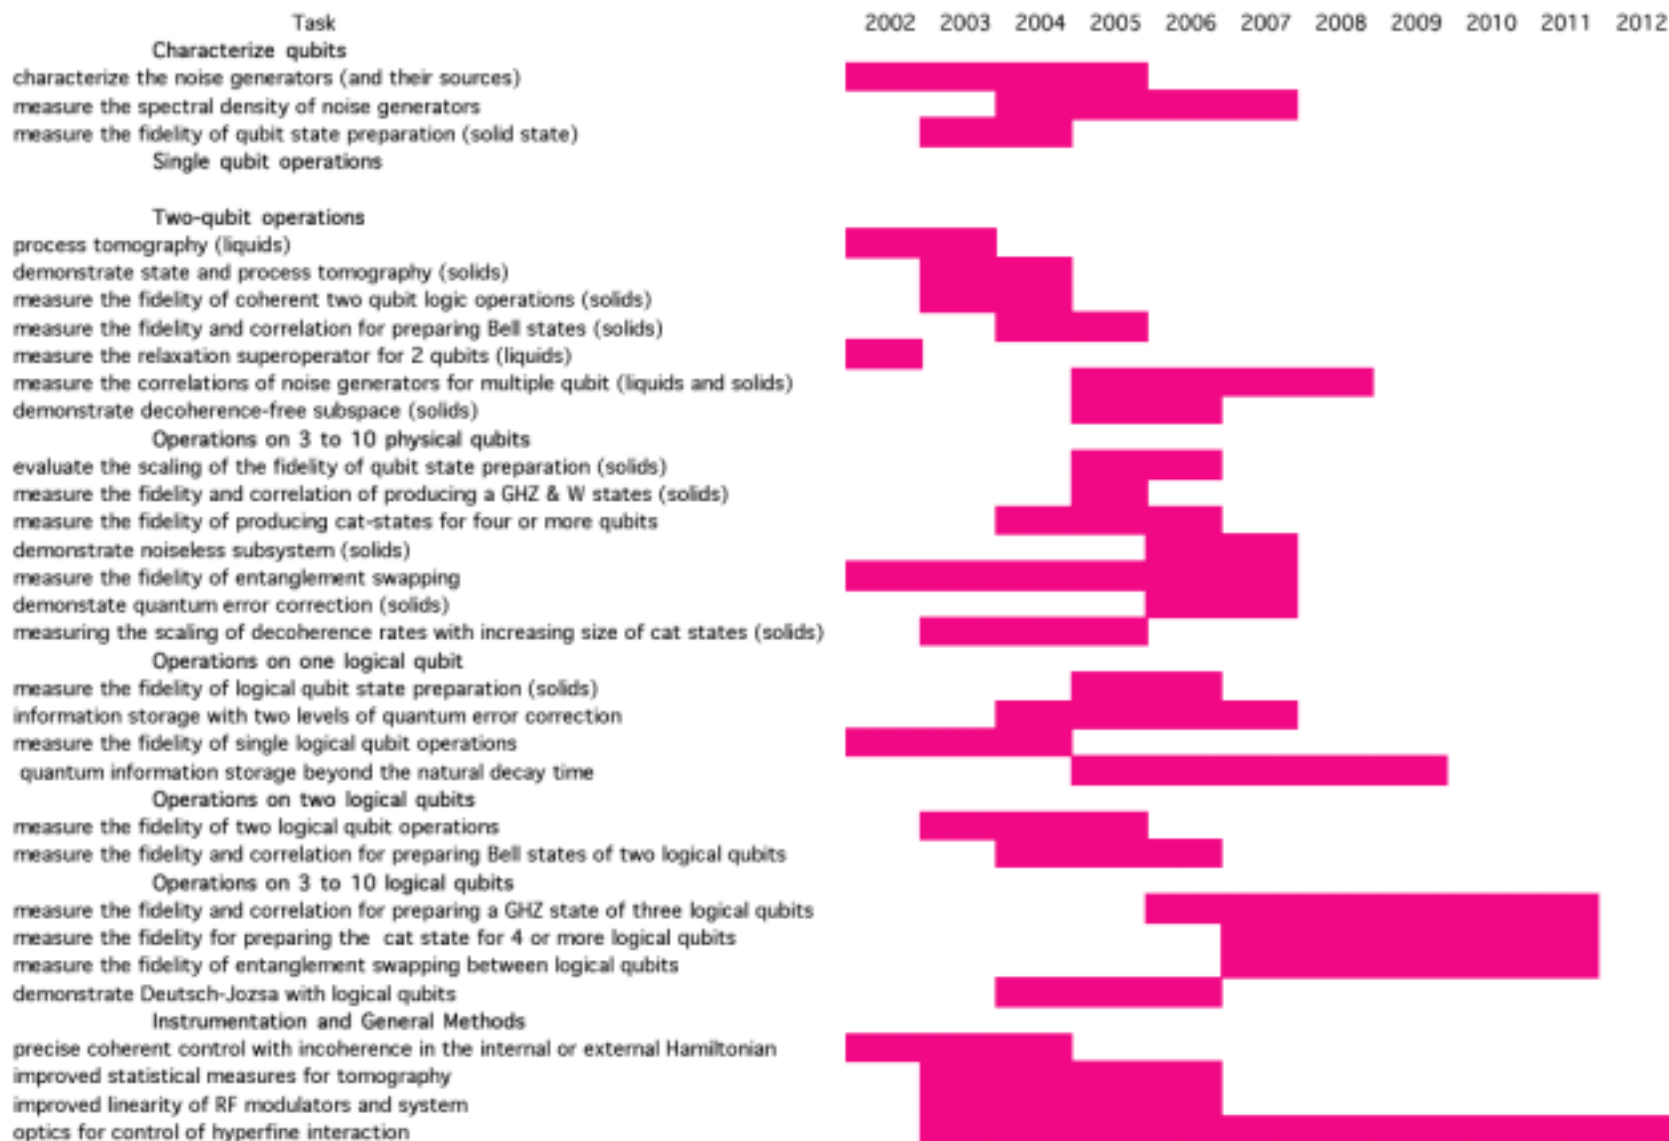 Task 2002 2003 2004 2005 2006 2007 2008 2009 2010 2011 2012
Characterize qubits
characterize the noise generators (and their sources)
measure the spectral density of noise generators
measure the fidelity of qubit state preparation (solid state)
Single qubit operations
Two-qubit operations
process tomography (liquids)
demonstrate state and process tomography (solids)
measure the fidelity of coherent two qubit logic operations (solids)
measure the fidelity and correlation for preparing Bell states (solids)
measure the relaxation superoperator for 2 qubits (liquids)
measure the correlations of noise generators for multiple qubit (liquids and solids)
demonstrate decoherence-free subspace (solids)
Operations on 3 to 10 physical qubits
evaluate the scaling of the fidelity of qubit state preparation (solids)
measure the fidelity and correlation of producing a GHZ & W states (solids)
measure the fidelity of producing cat-states for four or more qubits
demonstrate noiseless subsystem (solids)
measure the fidelity of entanglement swapping
demonstate quantum error correction (solids)
measuring the scaling of decoherence rates with increasing size of cat states (solids)
Operations on one logical qubit
measure the fidelity of logical qubit state preparation (solids)
information storage with two levels of quantum error correction
measure the fidelity of single logical qubit operations
quantum information storage beyond the natural decay time
Operations on two logical qubits
measure the fidelity of two logical qubit operations
measure the fidelity and correlation for preparing Bell states of two logical qubits
Operations on 3 to 10 logical qubits
measure the fidelity and correlation for preparing a GHZ state of three logical qubits
measure the fidelity for preparing the cat state for 4 or more logical qubits
measure the fidelity of entanglement swapping between logical qubits
demonstrate Deutsch-Jozsa with logical qubits
Instrumentation and General Methods
precise coherent control with incoherence in the internal or external Hamiltonian
improved statistical measures for tomography
improved linearity of RF modulators and system
optics for control of hyperfine interaction